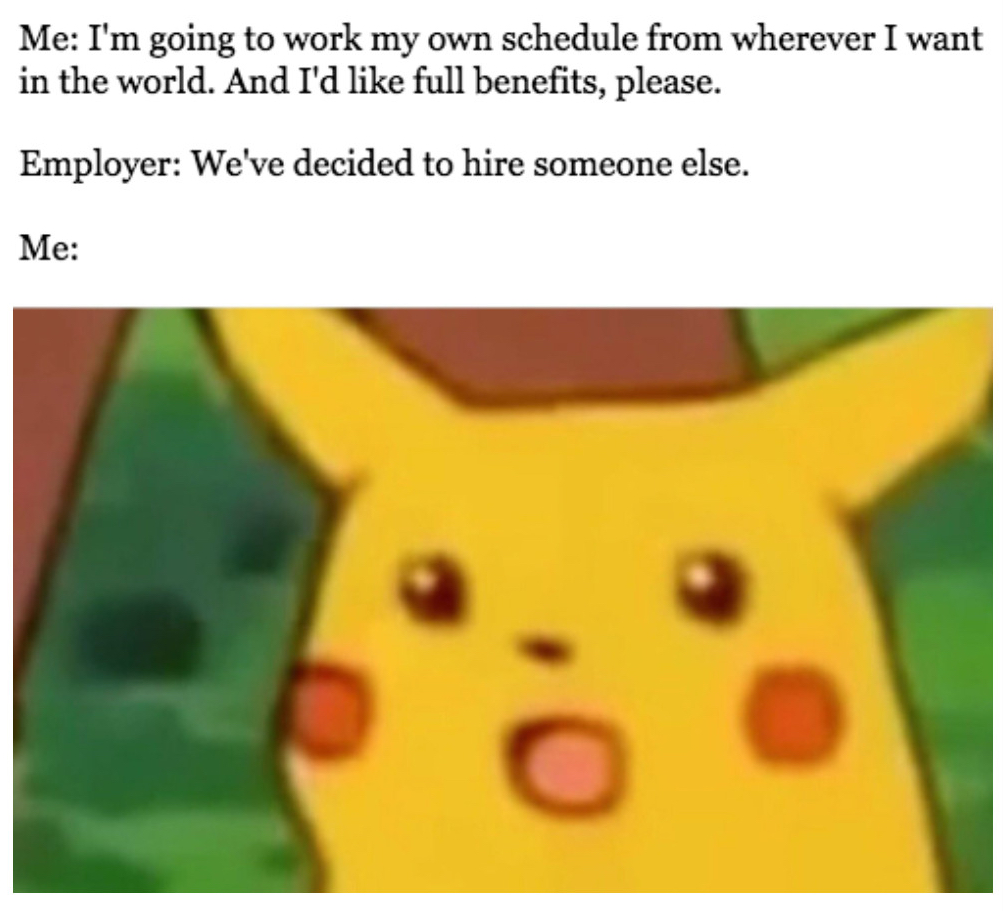 Me: I'm going to work my own schedule from wherever I want
in the world. And I'd like full benefits, please.
Employer: We've decided to hire someone else.
Me: